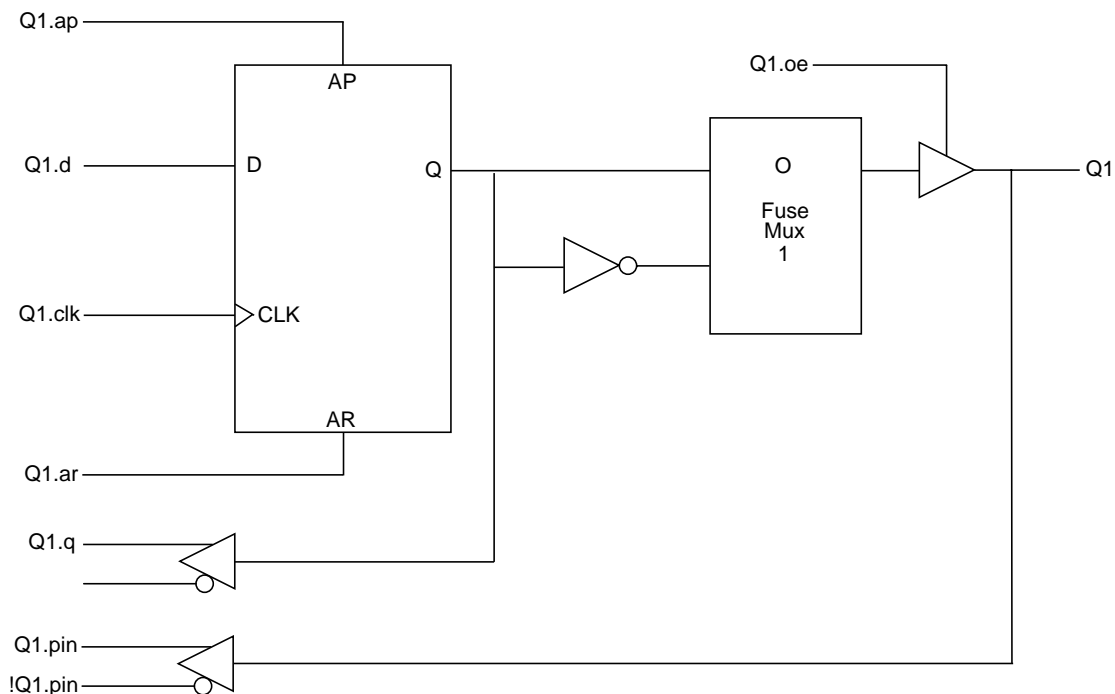 Q1.ap
AP
Q1.oe
Q1.d
D
Q
O
Q1
Fuse
Mux
1
Q1.clk
CLK
AR
Q1.ar
Q1.q
Q1.pin
!Q1.pin